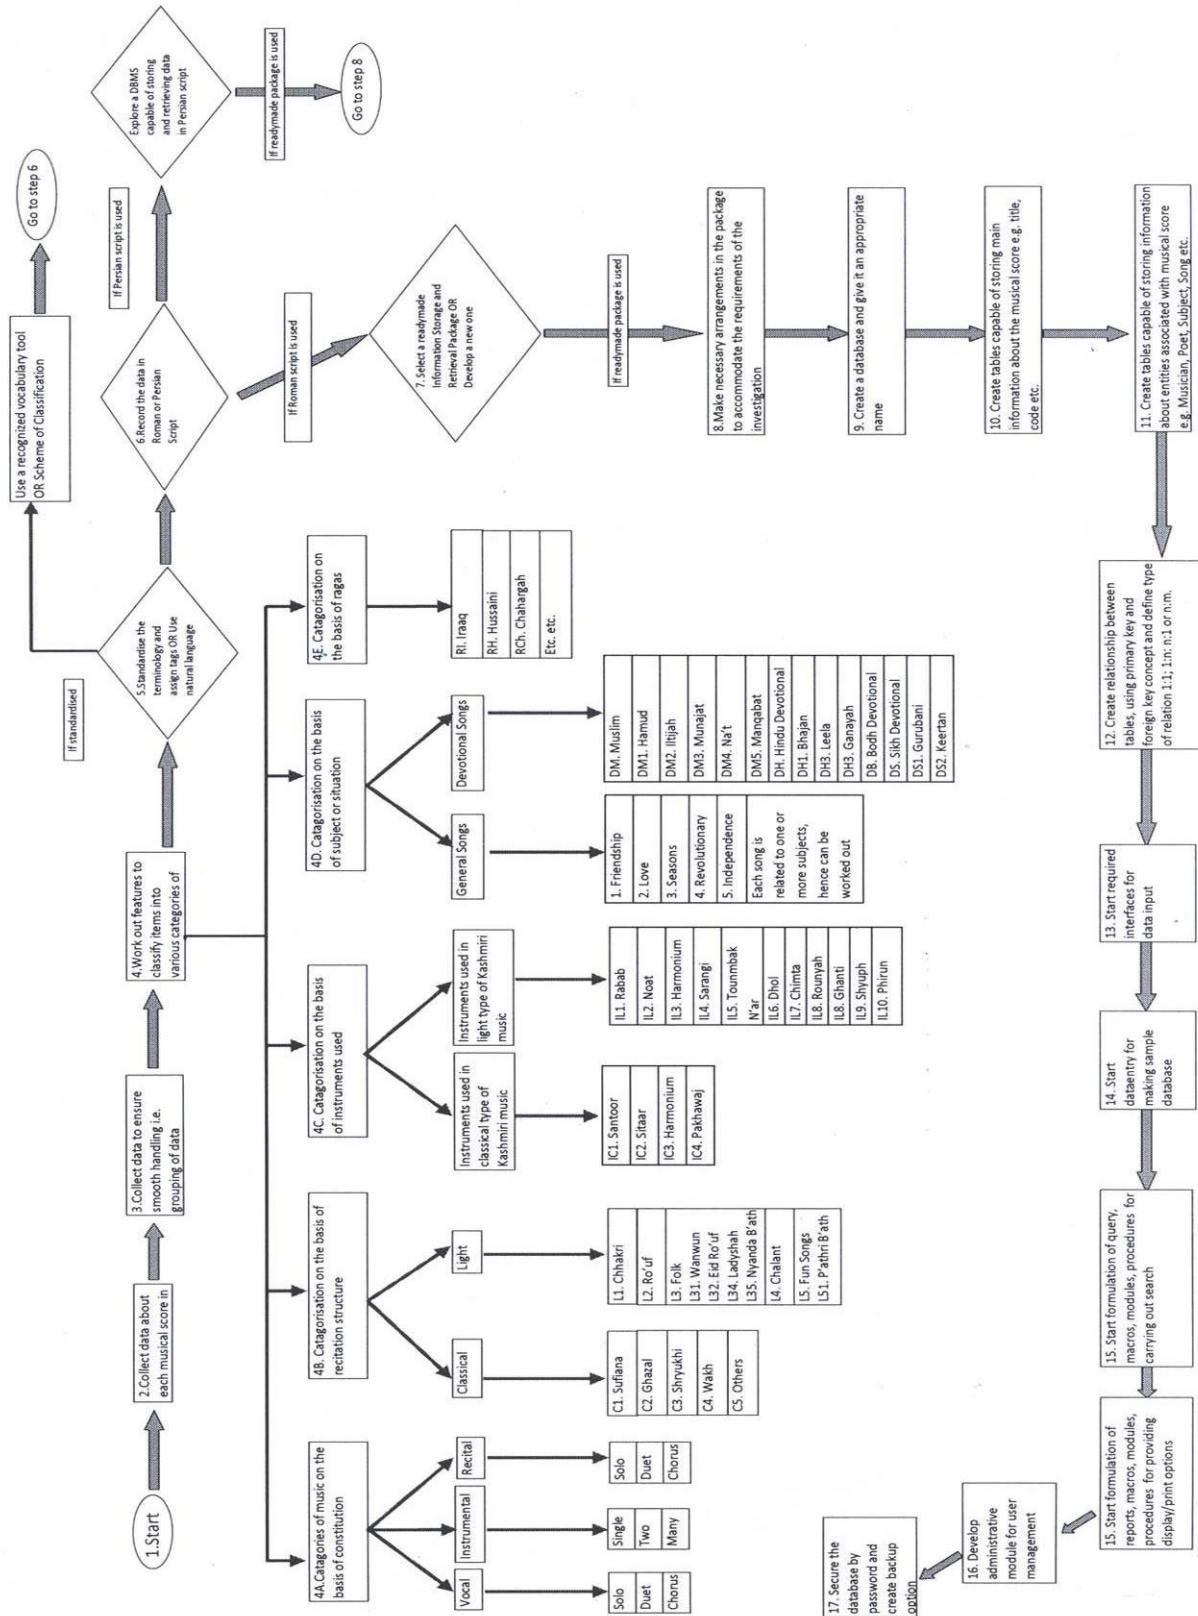 1.Start
2.Collect data about
each musical score in
3.Collect data to ensure
smooth handling i.e.
grouping of data
4.Work out features to
classify items into
various categories of
5.Standardise the
terminology and
assign tags OR Use
natural language
If standardised
Use a recognized vocabulary tool
OR Scheme of Classification
Go to step 6
6.Record the data in
Roman or Persian
Script
If Persian script is used
Explore a DBMS
capable of storing
and retrieving data
in Persian script
If readymade package is used
Go to step 8
If Roman script is used
7. Select a readymade
Information Storage and
Retrieval Package OR
Develop a new one
If readymade package is used
4A.Catagories of music on the
basis of constitution
Vocal
Solo
Duet
Chorus
Instrumental
Single
Two
Many
Recital
Solo
Duet
Chorus
4B. Catagorisation on the basis of
recitation structure
Classical
C1. Sufiana
C2. Ghazal
C3. Shryukhi
C4. Wakh
C5. Others
Light
L1. Chhakri
L2. Ro'uf
L3. Folk
L31. Wanwun
L32. Eid Ro'uf
L34. Ladyshah
L35. Nyanda B'ath
L4. Chalant
L5. Fun Songs
L51. P'athri B'ath
4C. Catagorisation on the basis
of instruments used
Instruments used in
classical type of
Kashmiri music
IC1. Santoor
IC2. Sitaar
IC3. Harmonium
IC4. Pakhawaj
Instruments used in
light type of Kashmiri
music
IL1. Rabab
IL2. Noat
IL3. Harmonium
IL4. Sarangi
IL5. Tounmbak
N'ar
IL6. Dhol
IL7. Chimta
IL8. Rounyah
IL8. Ghanti
IL9. Shyuph
IL10. Phirun
4D. Catagorisation on the basis
of subject or situation
General Songs
1. Friendship
2. Love
3. Seasons
4. Revolutionary
5. Independence
Each song is
related to one or
more subjects,
hence can be
worked out
Devotional Songs
DM. Muslim
DM1. Hamud
DM2. Iltijah
DM3. Munajat
DM4. Na't
DM5. Manqabat
DH. Hindu Devotional
DH1. Bhajan
DH3. Leela
DH3. Ganayah
DB. Bodh Devotional
DS. Sikh Devotional
DS1. Gurubani
DS2. Keertan
4E. Catagorisation on
the basis of ragas
RI. Iraaq
RH. Hussaini
RCh. Chahargah
Etc. etc.
8.Make necessary arrangements in the package
to accommodate the requirements of the
investigation
9. Create a database and give it an appropriate
name
10. Create tables capable of storing main
information about the musical score e.g. title,
code etc.
11. Create tables capable of storing information
about entities associated with musical score
e.g. Musician, Poet, Subject, Song etc.
12. Create relationship between
tables, using primary key and
foreign key concept and define type
of relation 1:1; 1:n: n:1 or n:m.
13. Start required
interfaces for
data input
14. Start
dataentry for
making sample
database
15. Start formulation of query,
macros, modules, procedures for
carrying out search
15. Start formulation of
reports, macros, modules,
procedures for providing
display/print options
16. Develop
administrative
module for user
management
17. Secure the
database by
password and
create backup
option